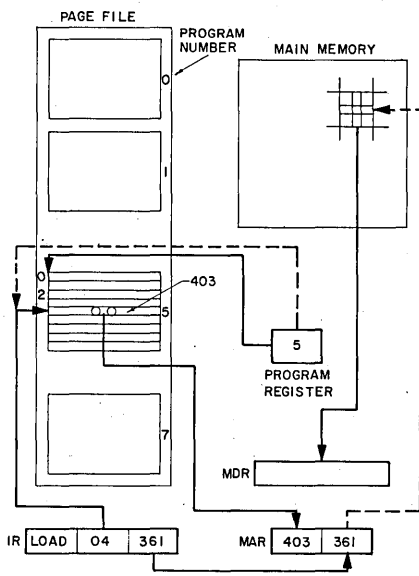 PAGE FILE
PROGRAM
NUMBER
MAIN MEMORY
0
1
0
2
403
5
5
PROGRAM
REGISTER
7
MDR
IR LOAD 04 361
MAR 403 361